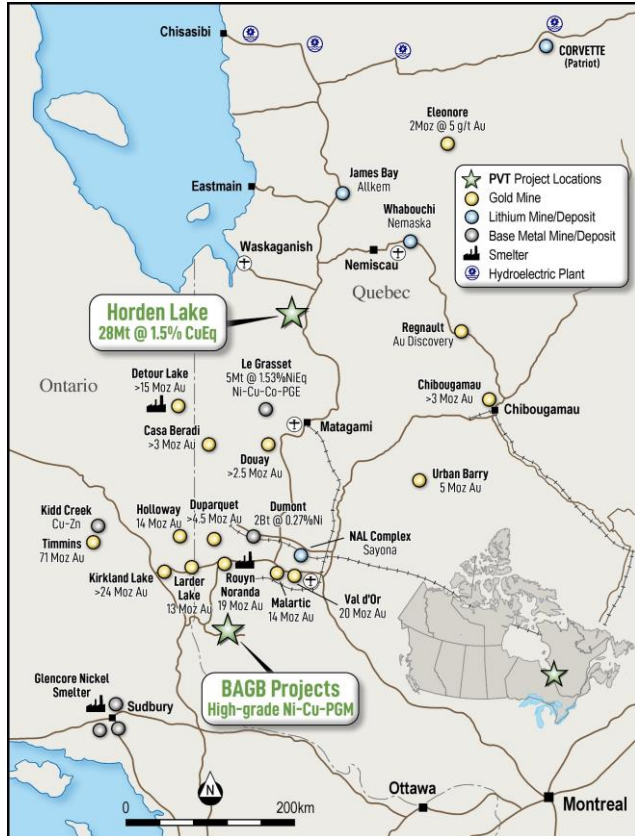 Chisasibi
CORVETTE
(Patriot)
Eleonore
2Moz @ 5 g/t Au
James Bay
Allkem
Eastmain
Whabouchi
Nemaska
Waskaganish
Nemiscau
Quebec
PVT Project Locations
Gold Mine
Lithium Mine/Deposit
Base Metal Mine/Deposit
Smelter
Hydroelectric Plant
Horden Lake
28Mt @ 1.5% CuEq
Regnault
Au Discovery
Ontario
Detour Lake
>15 Moz Au
Le Grasset
5Mt @ 1.53%NiEq
Ni-Cu-Co-PGE
Chibougamau
>3 Moz Au
Chibougamau
Matagami
Casa Beradi
>3 Moz Au
Douay
>2.5 Moz Au
Urban Barry
5 Moz Au
Kidd Creek
Cu-Zn
Timmins
71 Moz Au
Holloway
14 Moz Au
Duparquet
>4.5 Moz Au
Dumont
2Bt @ 0.27%Ni
NAL Complex
Sayona
Kirkland Lake
>24 Moz Au
Larder
Lake
13 Moz Au
Rouyn
Noranda
19 Moz Au
Malartic
14 Moz Au
Val d'Or
20 Moz Au
BAGB Projects
High-grade Ni-Cu-PGM
Glencore Nickel
Smelter
Sudbury
N
0
200km
Ottawa
Montreal